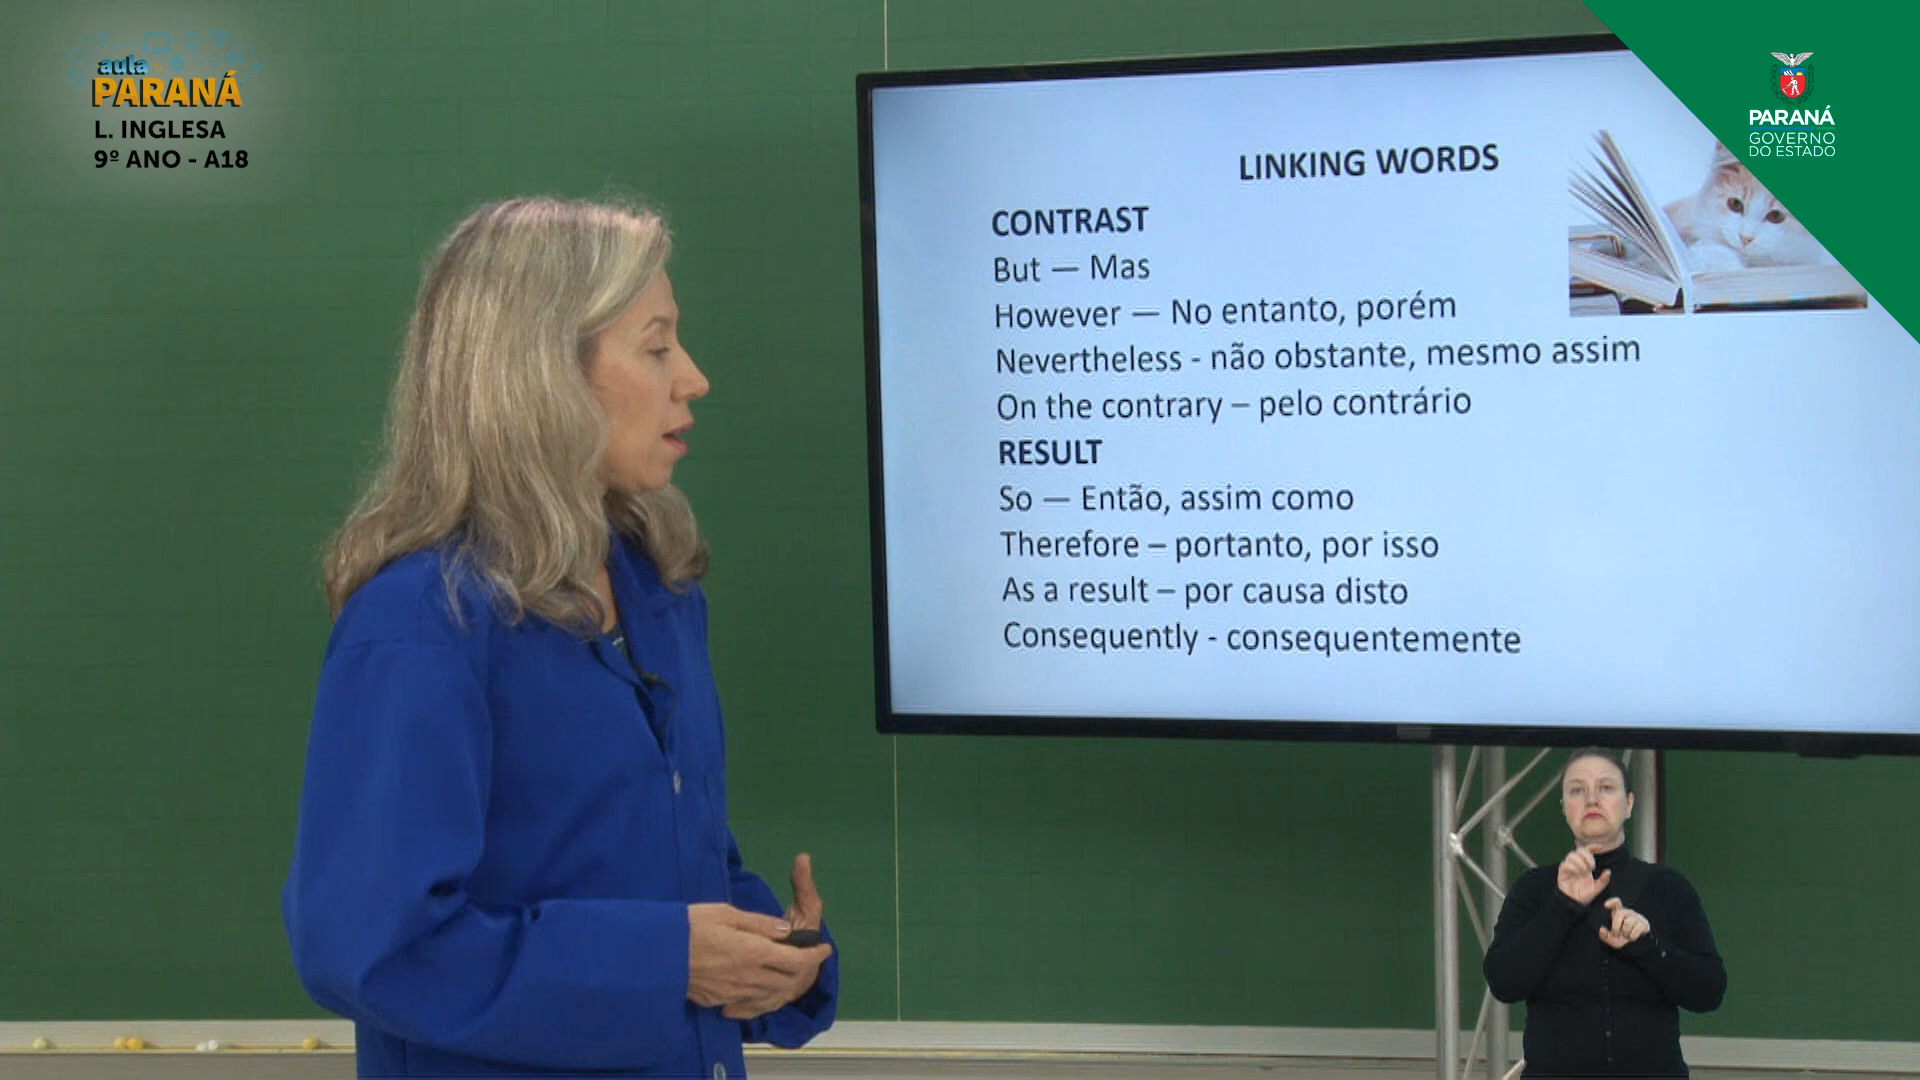 aula
PARANÁ
L. INGLESA
9º ANO - A18
LINKING WORDS
CONTRAST
But — Mas
However — No entanto, porém
Nevertheless - não obstante, mesmo assim
On the contrary – pelo contrário
RESULT
So — Então, assim como
Therefore – portanto, por isso
As a result – por causa disto
Consequently - consequentemente
PARANÁ
GOVERNO
DO ESTADO